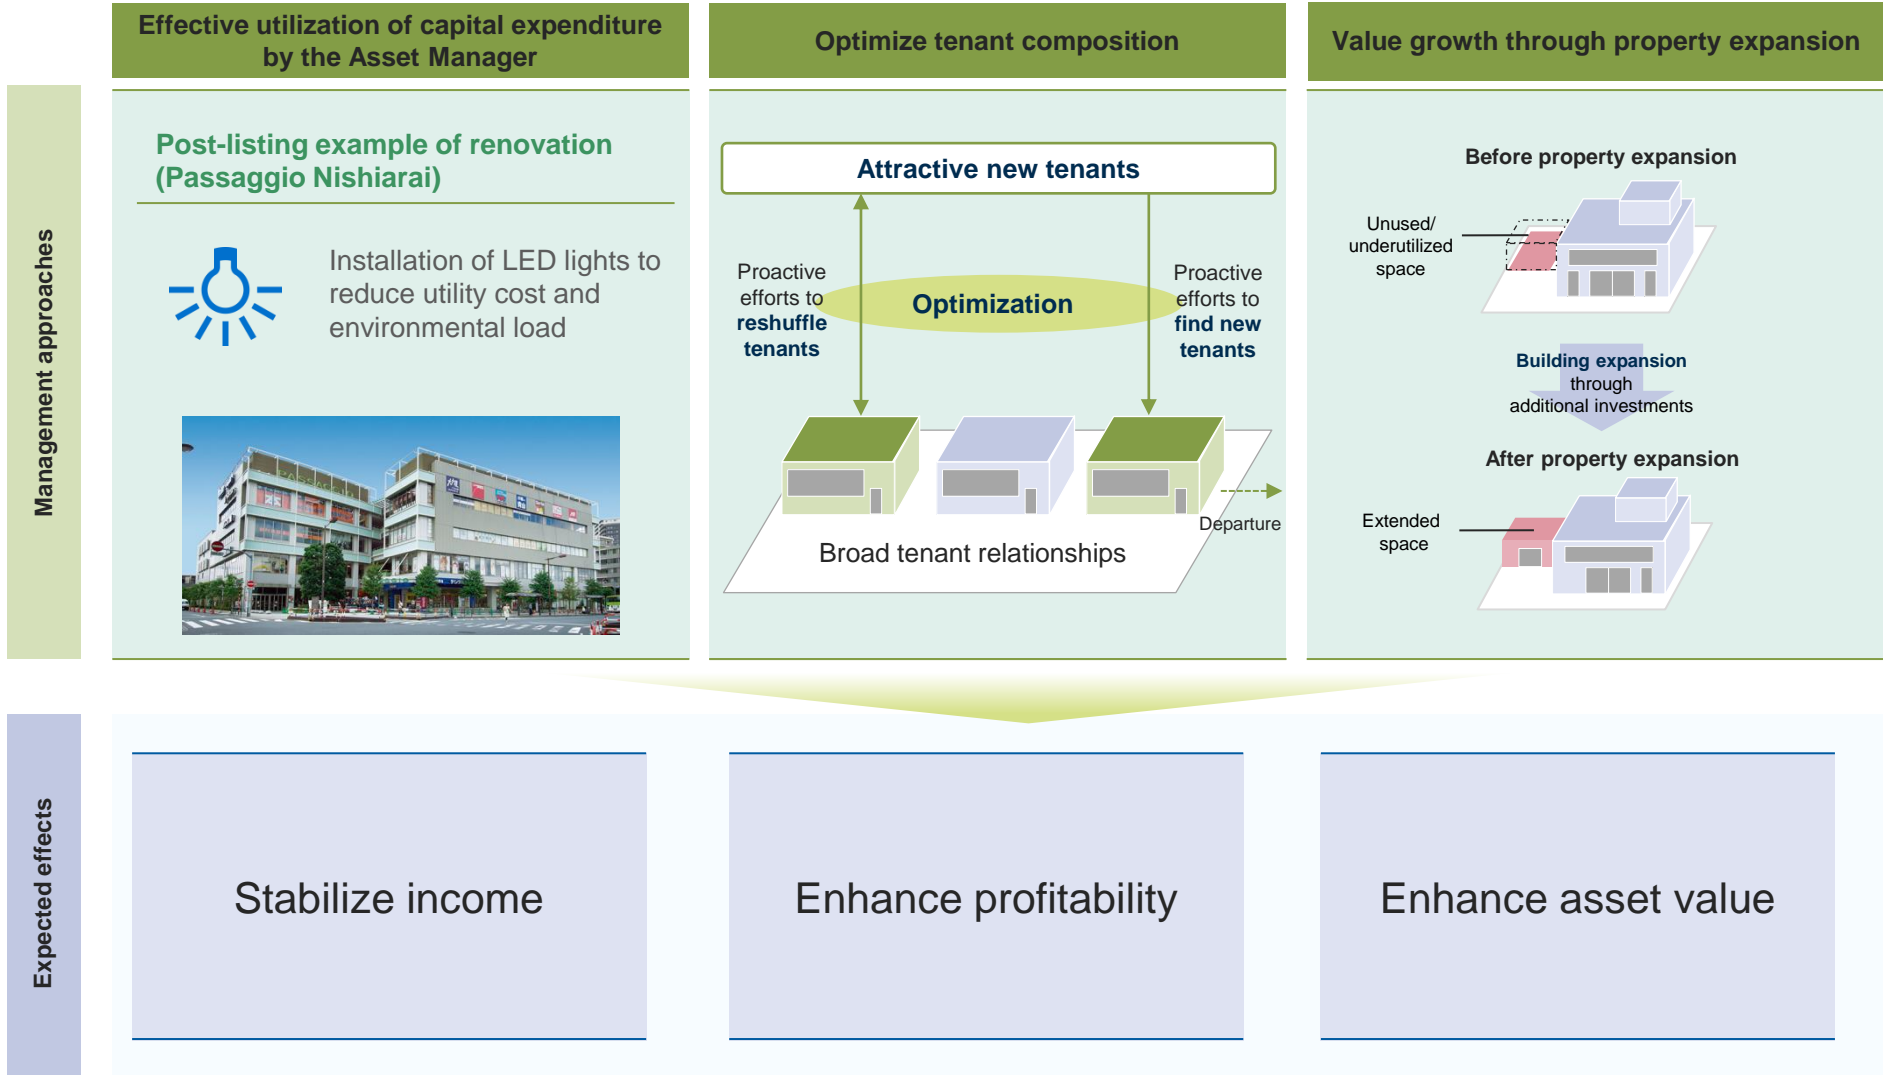 Effective utilization of capital expenditure
by the Asset Manager
Optimize tenant composition
Value growth through property expansion
Management approaches
Post-listing example of renovation
(Passaggio Nishiarai)
Installation of LED lights to
reduce utility cost and
environmental load
PASSAGGIO
Attractive new tenants
Proactive
efforts to
reshuffle
tenants
Optimization
Proactive
efforts to
find new
tenants
Departure
Broad tenant relationships
Before property expansion
Unused/
underutilized
space
Building expansion
through
additional investments
After property expansion
Extended
space
Expected effects
Stabilize income
Enhance profitability
Enhance asset value